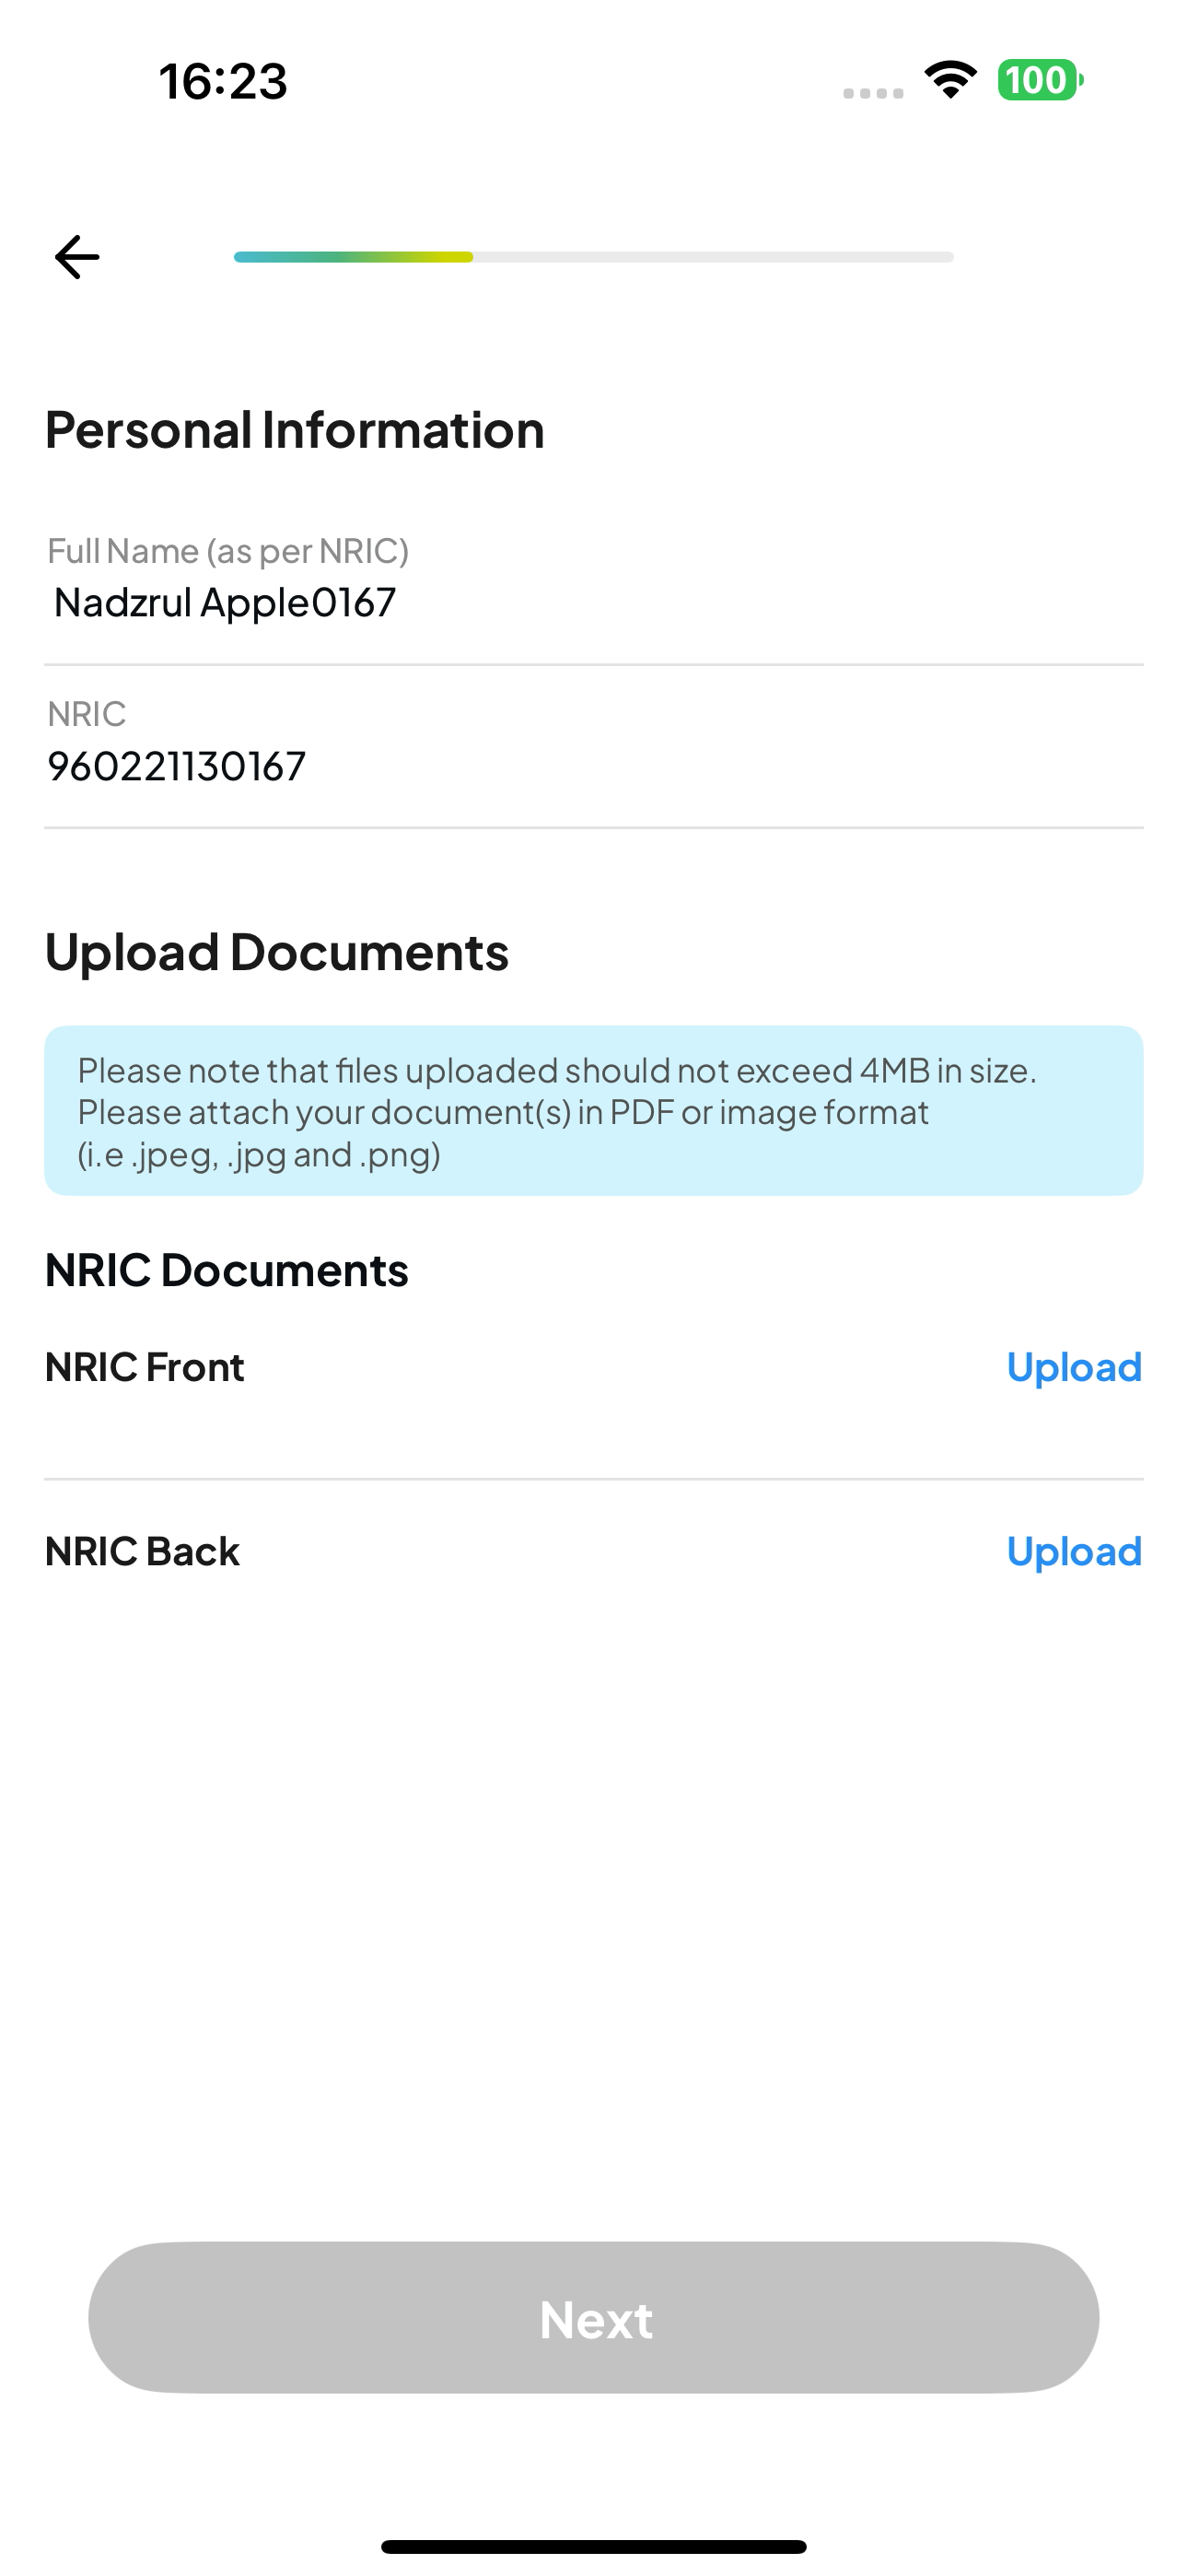 16:23
100
Personal Information
Full Name (as per NRIC)
Nadzrul Apple0167
NRIC
960221130167
Upload Documents
Please note that files uploaded should not exceed 4MB in size.
Please attach your document(s) in PDF or image format
(i.e .jpeg, .jpg and .png)
NRIC Documents
NRIC Front
Upload
NRIC Back
Upload
Next